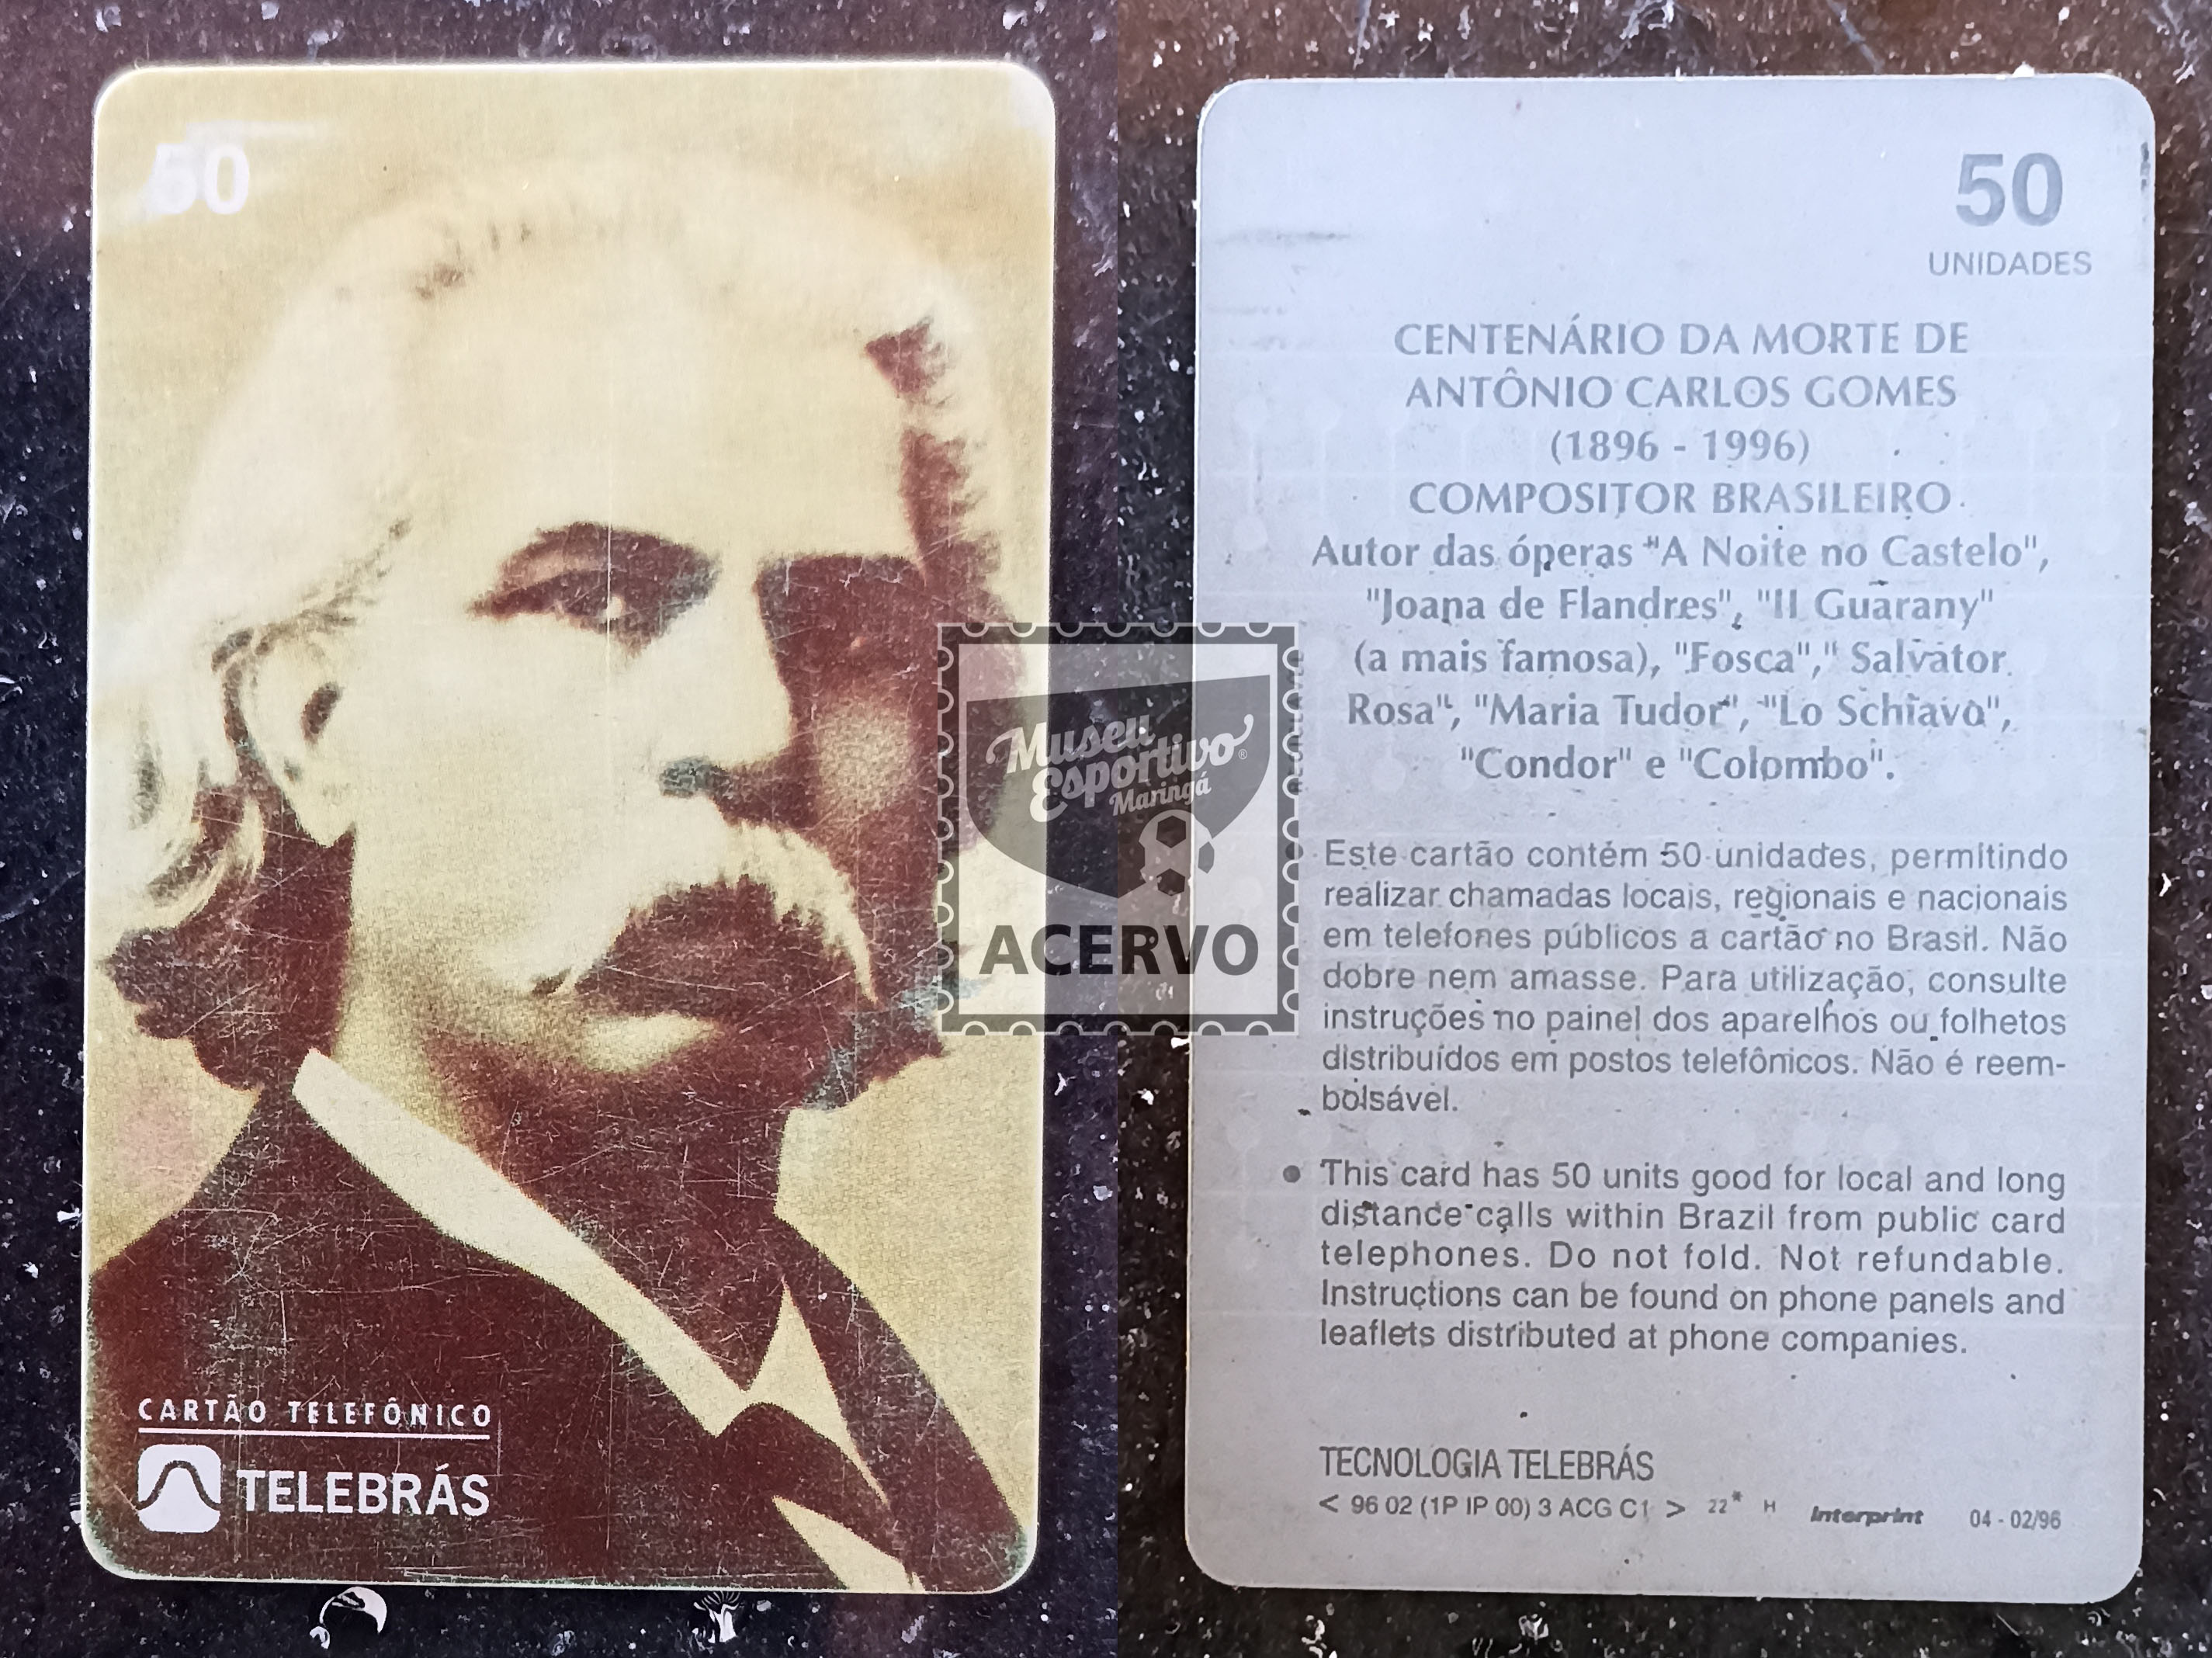 50
CARTÃO TELEFÔNICO
TELEBRÁS
Museu
Esportivo®
Maringá
ACERVO
50
UNIDADES
CENTENÁRIO DA MORTE DE
ANTÔNIO CARLOS GOMES
(1896 - 1996)
COMPOSITOR BRASILEIRO
Autor das óperas "A Noite no Castelo",
"Joana de Flandres", "Il Guarany"
(a mais famosa), "Fosca"," Salvator
Rosa", "Maria Tudor", "Lo Schiavo",
"Condor" e "Colombo".
● Este cartão contém 50 unidades, permitindo
realizar chamadas locais, regionais e nacionais
em telefones públicos a cartão no Brasil. Não
dobre nem amasse. Para utilização, consulte
instruções no painel dos aparelhos ou folhetos
distribuídos em postos telefônicos. Não é reem-
bolsável.
● This card has 50 units good for local and long
distance calls within Brazil from public card
telephones. Do not fold. Not refundable.
Instructions can be found on phone panels and
leaflets distributed at phone companies.
TECNOLOGIA TELEBRÁS
< 96 02 (1P IP 00) 3 ACG C1 > 22* H Interprint 04 - 02/96